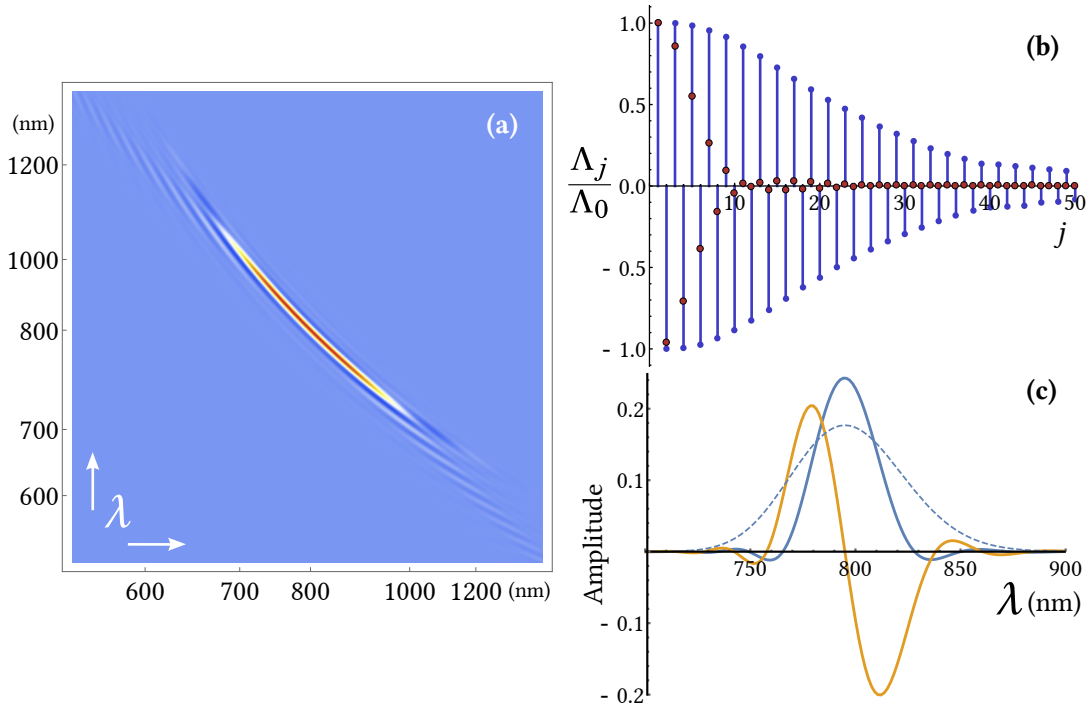 (a)
(nm)
1200
1000
800
700
600
λ
600 700 800 1000 1200 (nm)
(b)
1.0
0.5
0.0
- 0.5
- 1.0
Λj
Λ0
10 20 30 40 50
j
(c)
0.2
0.1
- 0.1
- 0.2
Amplitude
750 800 850 900
λ (nm)